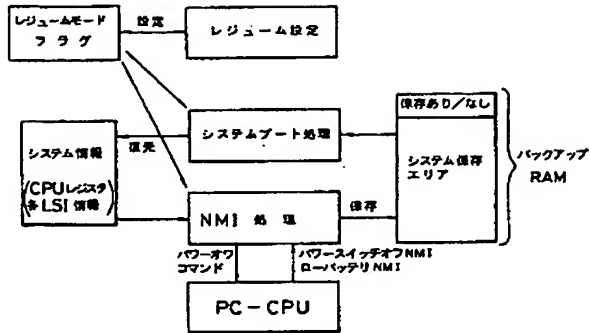 レジュームモード
フラグ
設定
レジューム設定
システム情報
(CPUレジスタ
各LSI情報)
復元
システムブート処理
保存あり/なし
システム保存
エリア
バックアップ
RAM
NMI処理
保存
パワーオフ
コマンド
パワースイッチオフNMI
ローバッテリNMI
PC-CPU